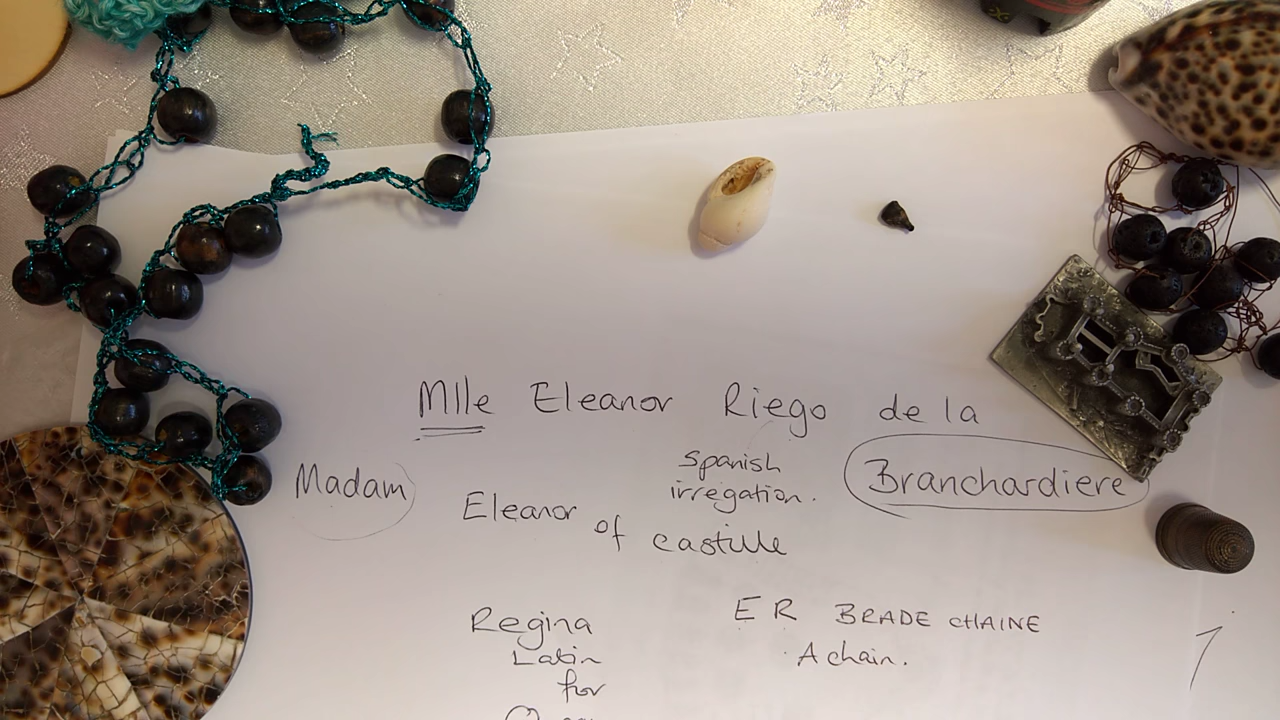 Mlle Eleanor Riego de la
Madam
Spanish
irregation.
Branchardiere
Eleanor of castille
Regina
Latin
for
E R BRADE CHAINE
A chain.